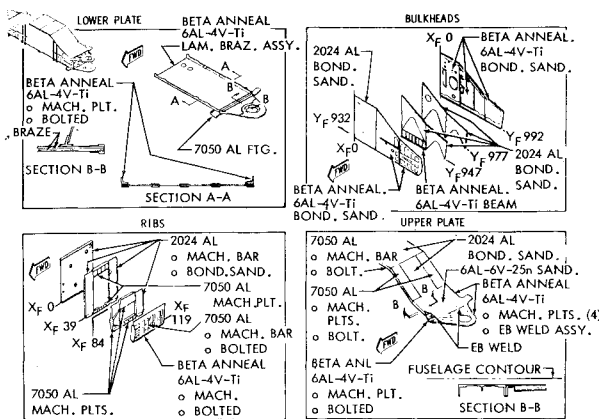 LOWER PLATE
BETA ANNEAL
6AL-4V-Ti
LAM. BRAZ. ASSY.
FWD
A
B
BETA ANNEAL
6AL-4V-Ti
o MACH. PLT.
o BOLTED
BRAZE
A
B
7050 AL FTG.
SECTION B-B
SECTION A-A
BULKHEADS
XF 0
BETA ANNEAL.
6AL-4V-Ti
BOND. SAND.
2024 AL
BOND.
SAND.
YF 932
XF0
YF 992
YF 977
YF947
2024 AL
BOND.
SAND.
FWD
BETA ANNEAL.
6AL-4V-Ti
BOND. SAND.
BETA ANNEAL.
6AL-4V-Ti BEAM
RIBS
FWD
2024 AL
o MACH. BAR
o BOND.SAND.
7050 AL
MACH.PLT.
XF 0
XF 39
XF 84
XF
119
7050 AL
o MACH. BAR
o BOLTED
BETA ANNEAL
6AL-4V-Ti
o MACH.
o BOLTED
7050 AL
MACH. PLTS.
UPPER PLATE
7050 AL
o MACH. BAR
o BOLT.
2024 AL
BOND. SAND.
6AL-6V-25n SAND.
7050 AL
o MACH.
PLTS.
o BOLT.
B
B
BETA ANNEAL
6AL-4V-Ti
o MACH. PLTS. (4)
o EB WELD ASSY.
EB WELD
FWD
BETA ANL
6AL-4V-Ti
o MACH. PLT.
o BOLTED
FUSELAGE CONTOUR
SECTION B-B